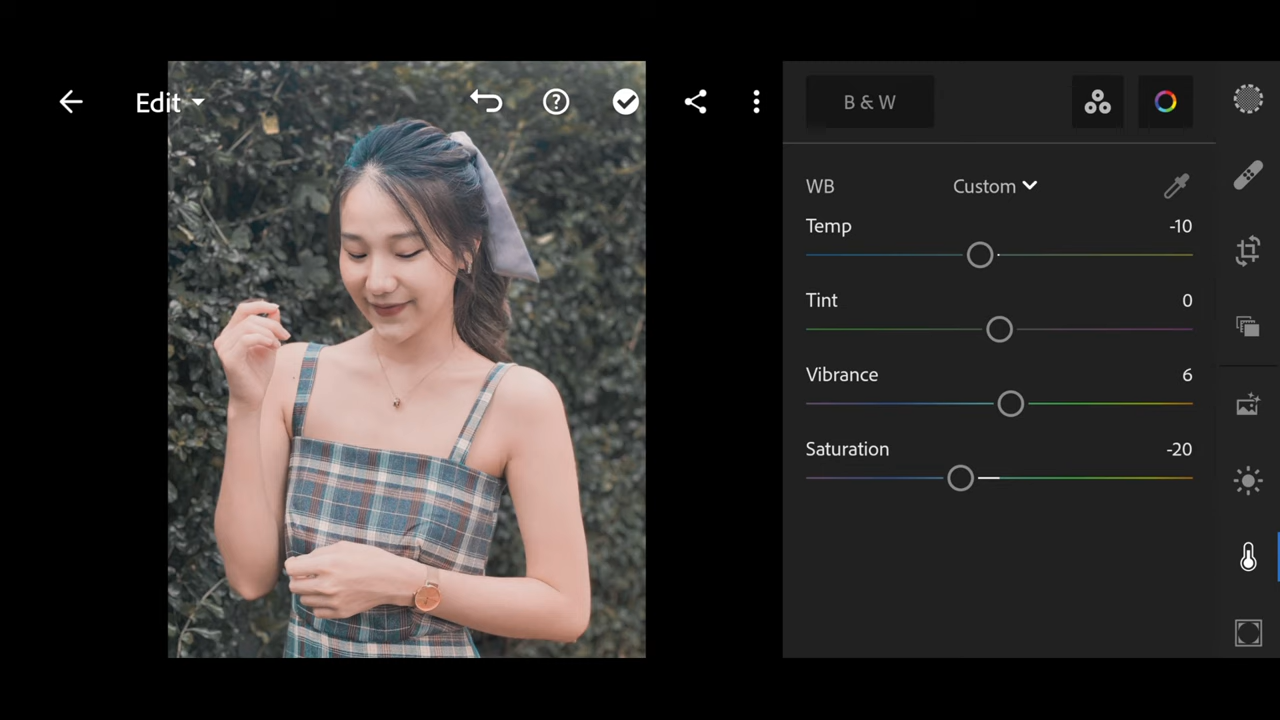 Edit
B & W
WB Custom
Temp -10
Tint 0
Vibrance 6
Saturation -20